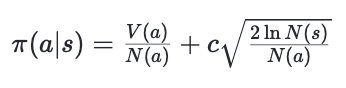 π(a|s) = V(a)/N(a) + c√(2 ln N(s)/N(a))